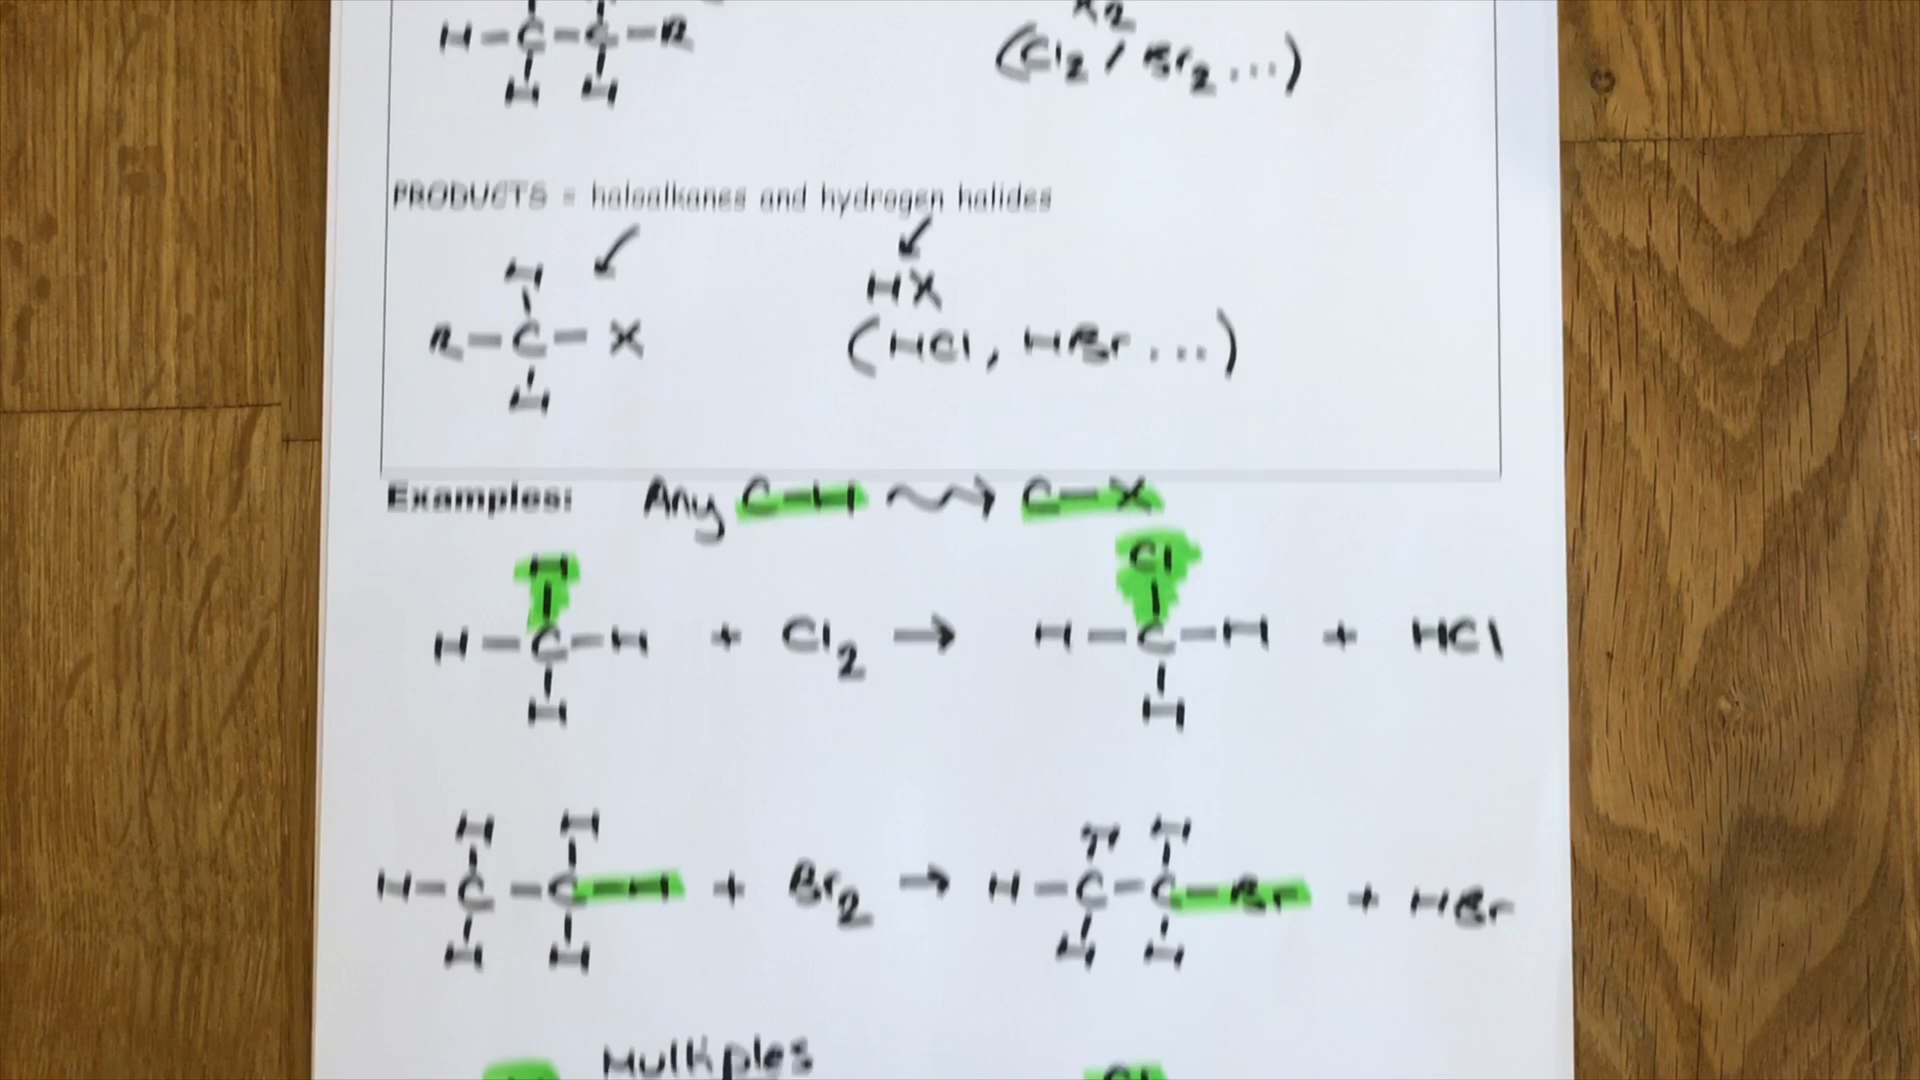 X2
H-C-C-R
(Cl2 / Br2 ...)
H H
PRODUCTS = haloalkanes and hydrogen halides
H
HX
R-C-X
(HCl, HBr ...)
H
Examples: Any C-H → C-X
H Cl
H-C-H + Cl2 → H-C-H + HCl
H H
H H H H
H-C-C-H + Br2 → H-C-C-Br + HBr
H H H H
Multiples
Cl